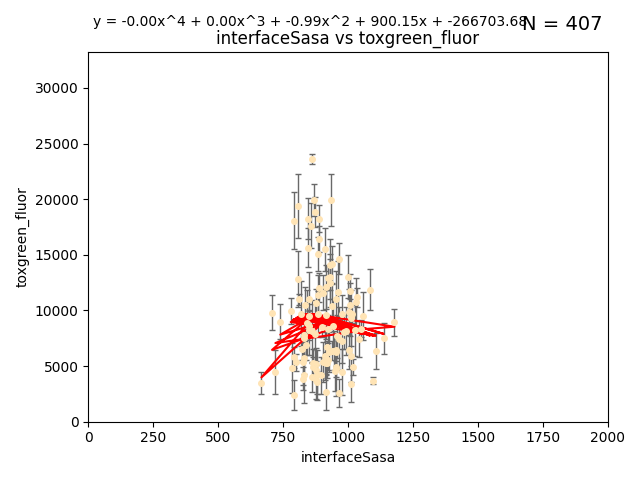 y = -0.00x^4 + 0.00x^3 + -0.99x^2 + 900.15x + -266703.68
N = 407
interfaceSasa vs toxgreen_fluor
30000
25000
20000
15000
10000
5000
0
toxgreen_fluor
0 250 500 750 1000 1250 1500 1750 2000
interfaceSasa